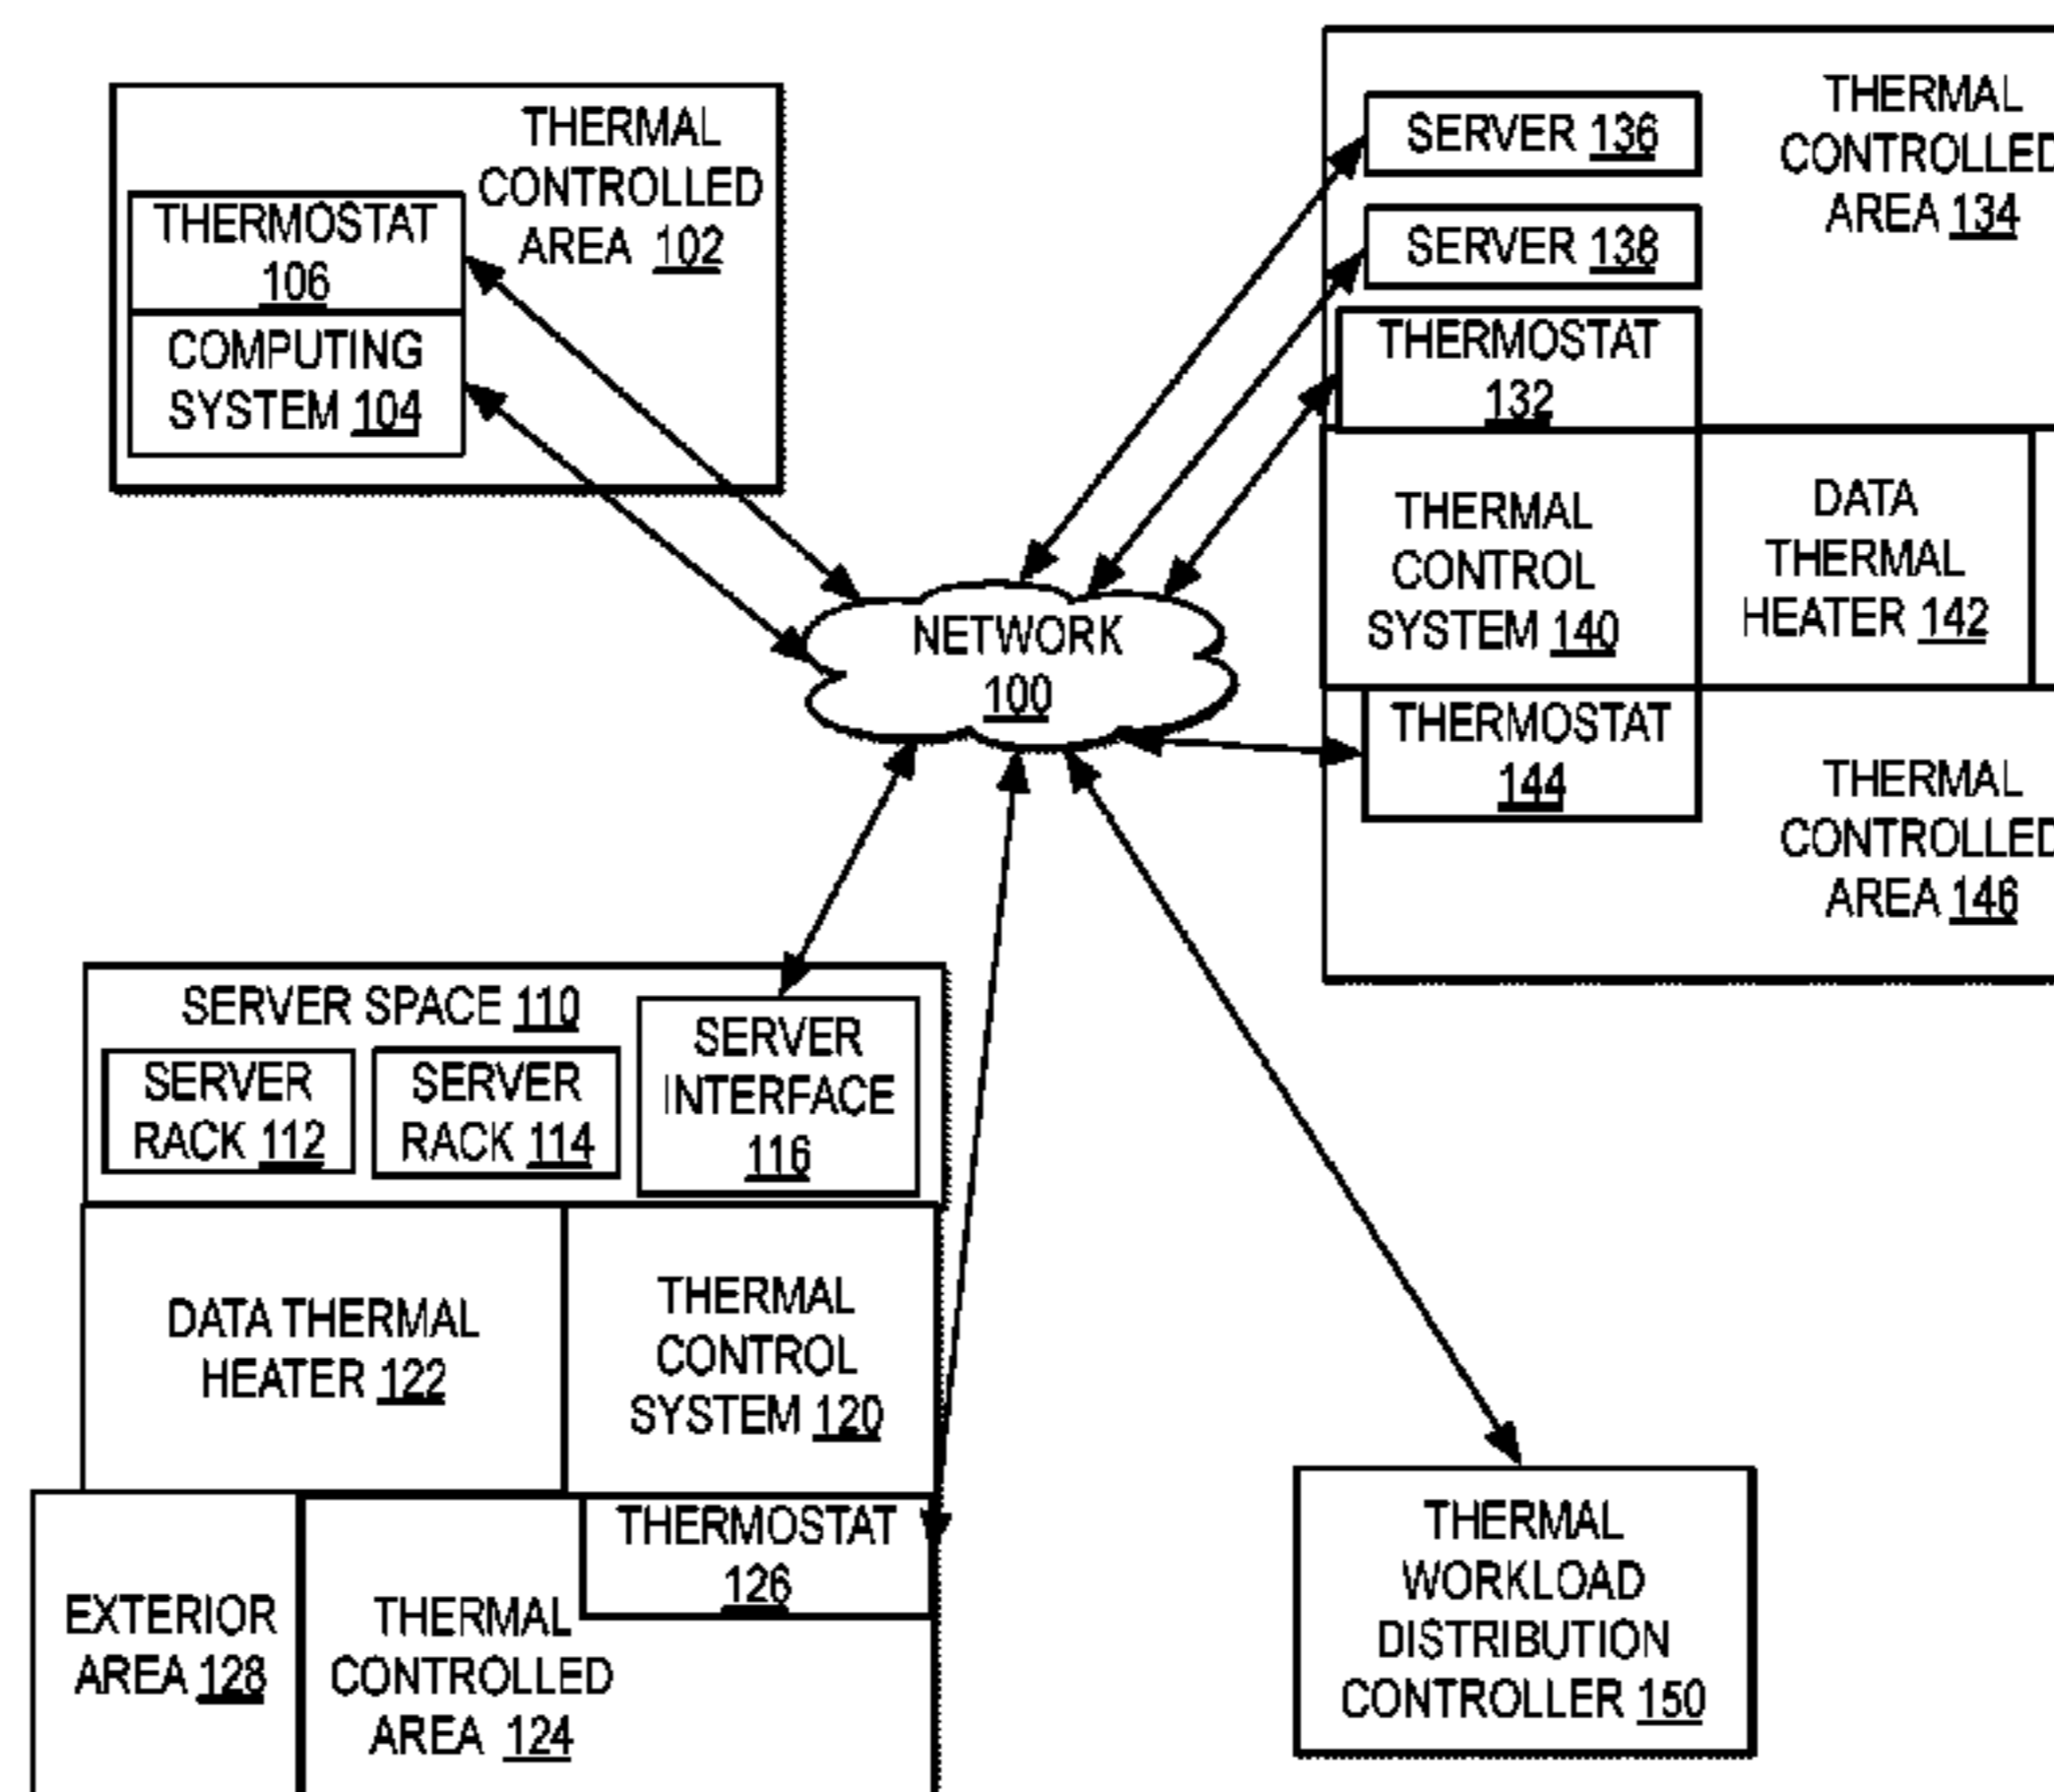 THERMAL
CONTROLLED
AREA 102
THERMOSTAT
106
COMPUTING
SYSTEM 104
SERVER 136
SERVER 138
THERMAL
CONTROLLED
AREA 134
THERMOSTAT
132
THERMAL
CONTROL
SYSTEM 140
DATA
THERMAL
HEATER 142
THERMOSTAT
144
THERMAL
CONTROLLED
AREA 146
NETWORK
100
SERVER SPACE 110
SERVER
RACK 112
SERVER
RACK 114
SERVER
INTERFACE
116
DATA THERMAL
HEATER 122
THERMAL
CONTROL
SYSTEM 120
THERMOSTAT
126
EXTERIOR
AREA 128
THERMAL
CONTROLLED
AREA 124
THERMAL
WORKLOAD
DISTRIBUTION
CONTROLLER 150